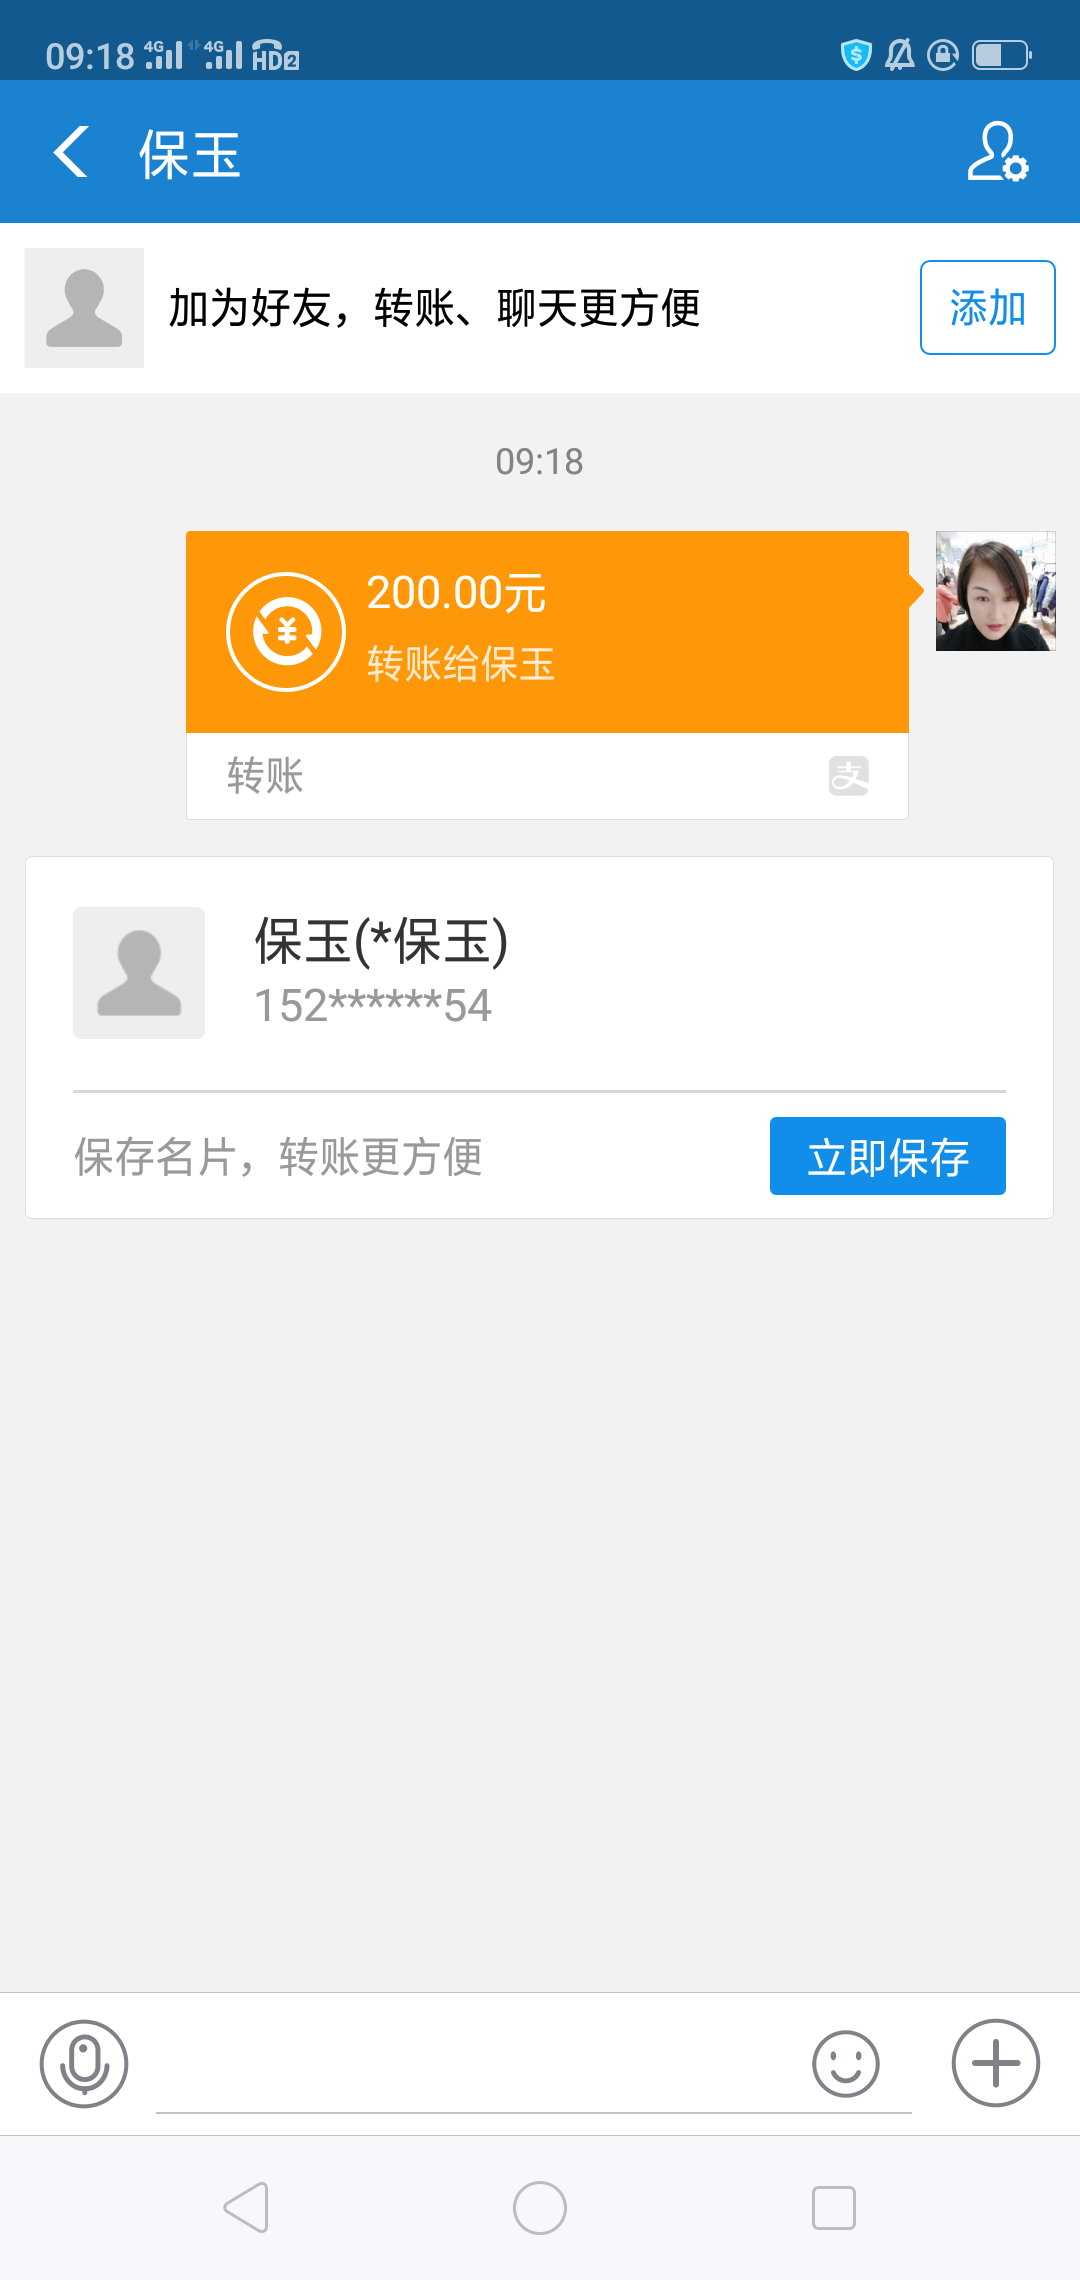 09:18 4G 4G HD2
保玉
加为好友，转账、聊天更方便
添加
09:18
200.00元
转账给保玉
转账
支
保玉(*保玉)
152******54
保存名片，转账更方便
立即保存